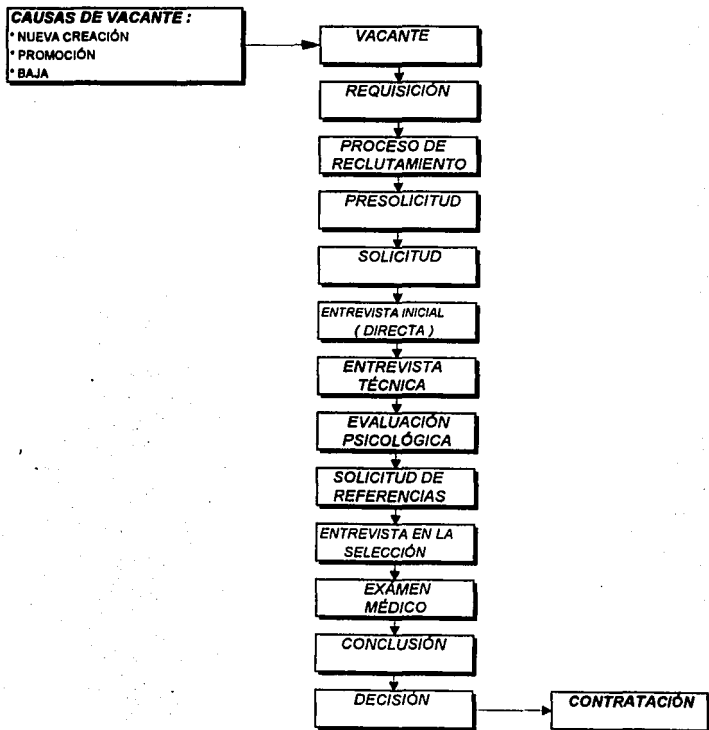 CAUSAS DE VACANTE :
* NUEVA CREACIÓN
* PROMOCIÓN
* BAJA
VACANTE
REQUISICIÓN
PROCESO DE
RECLUTAMIENTO
PRESOLICITUD
SOLICITUD
ENTREVISTA INICIAL
( DIRECTA )
ENTREVISTA
TÉCNICA
EVALUACIÓN
PSICOLÓGICA
SOLICITUD DE
REFERENCIAS
ENTREVISTA EN LA
SELECCIÓN
EXÁMEN
MÉDICO
CONCLUSIÓN
DECISIÓN
CONTRATACIÓN